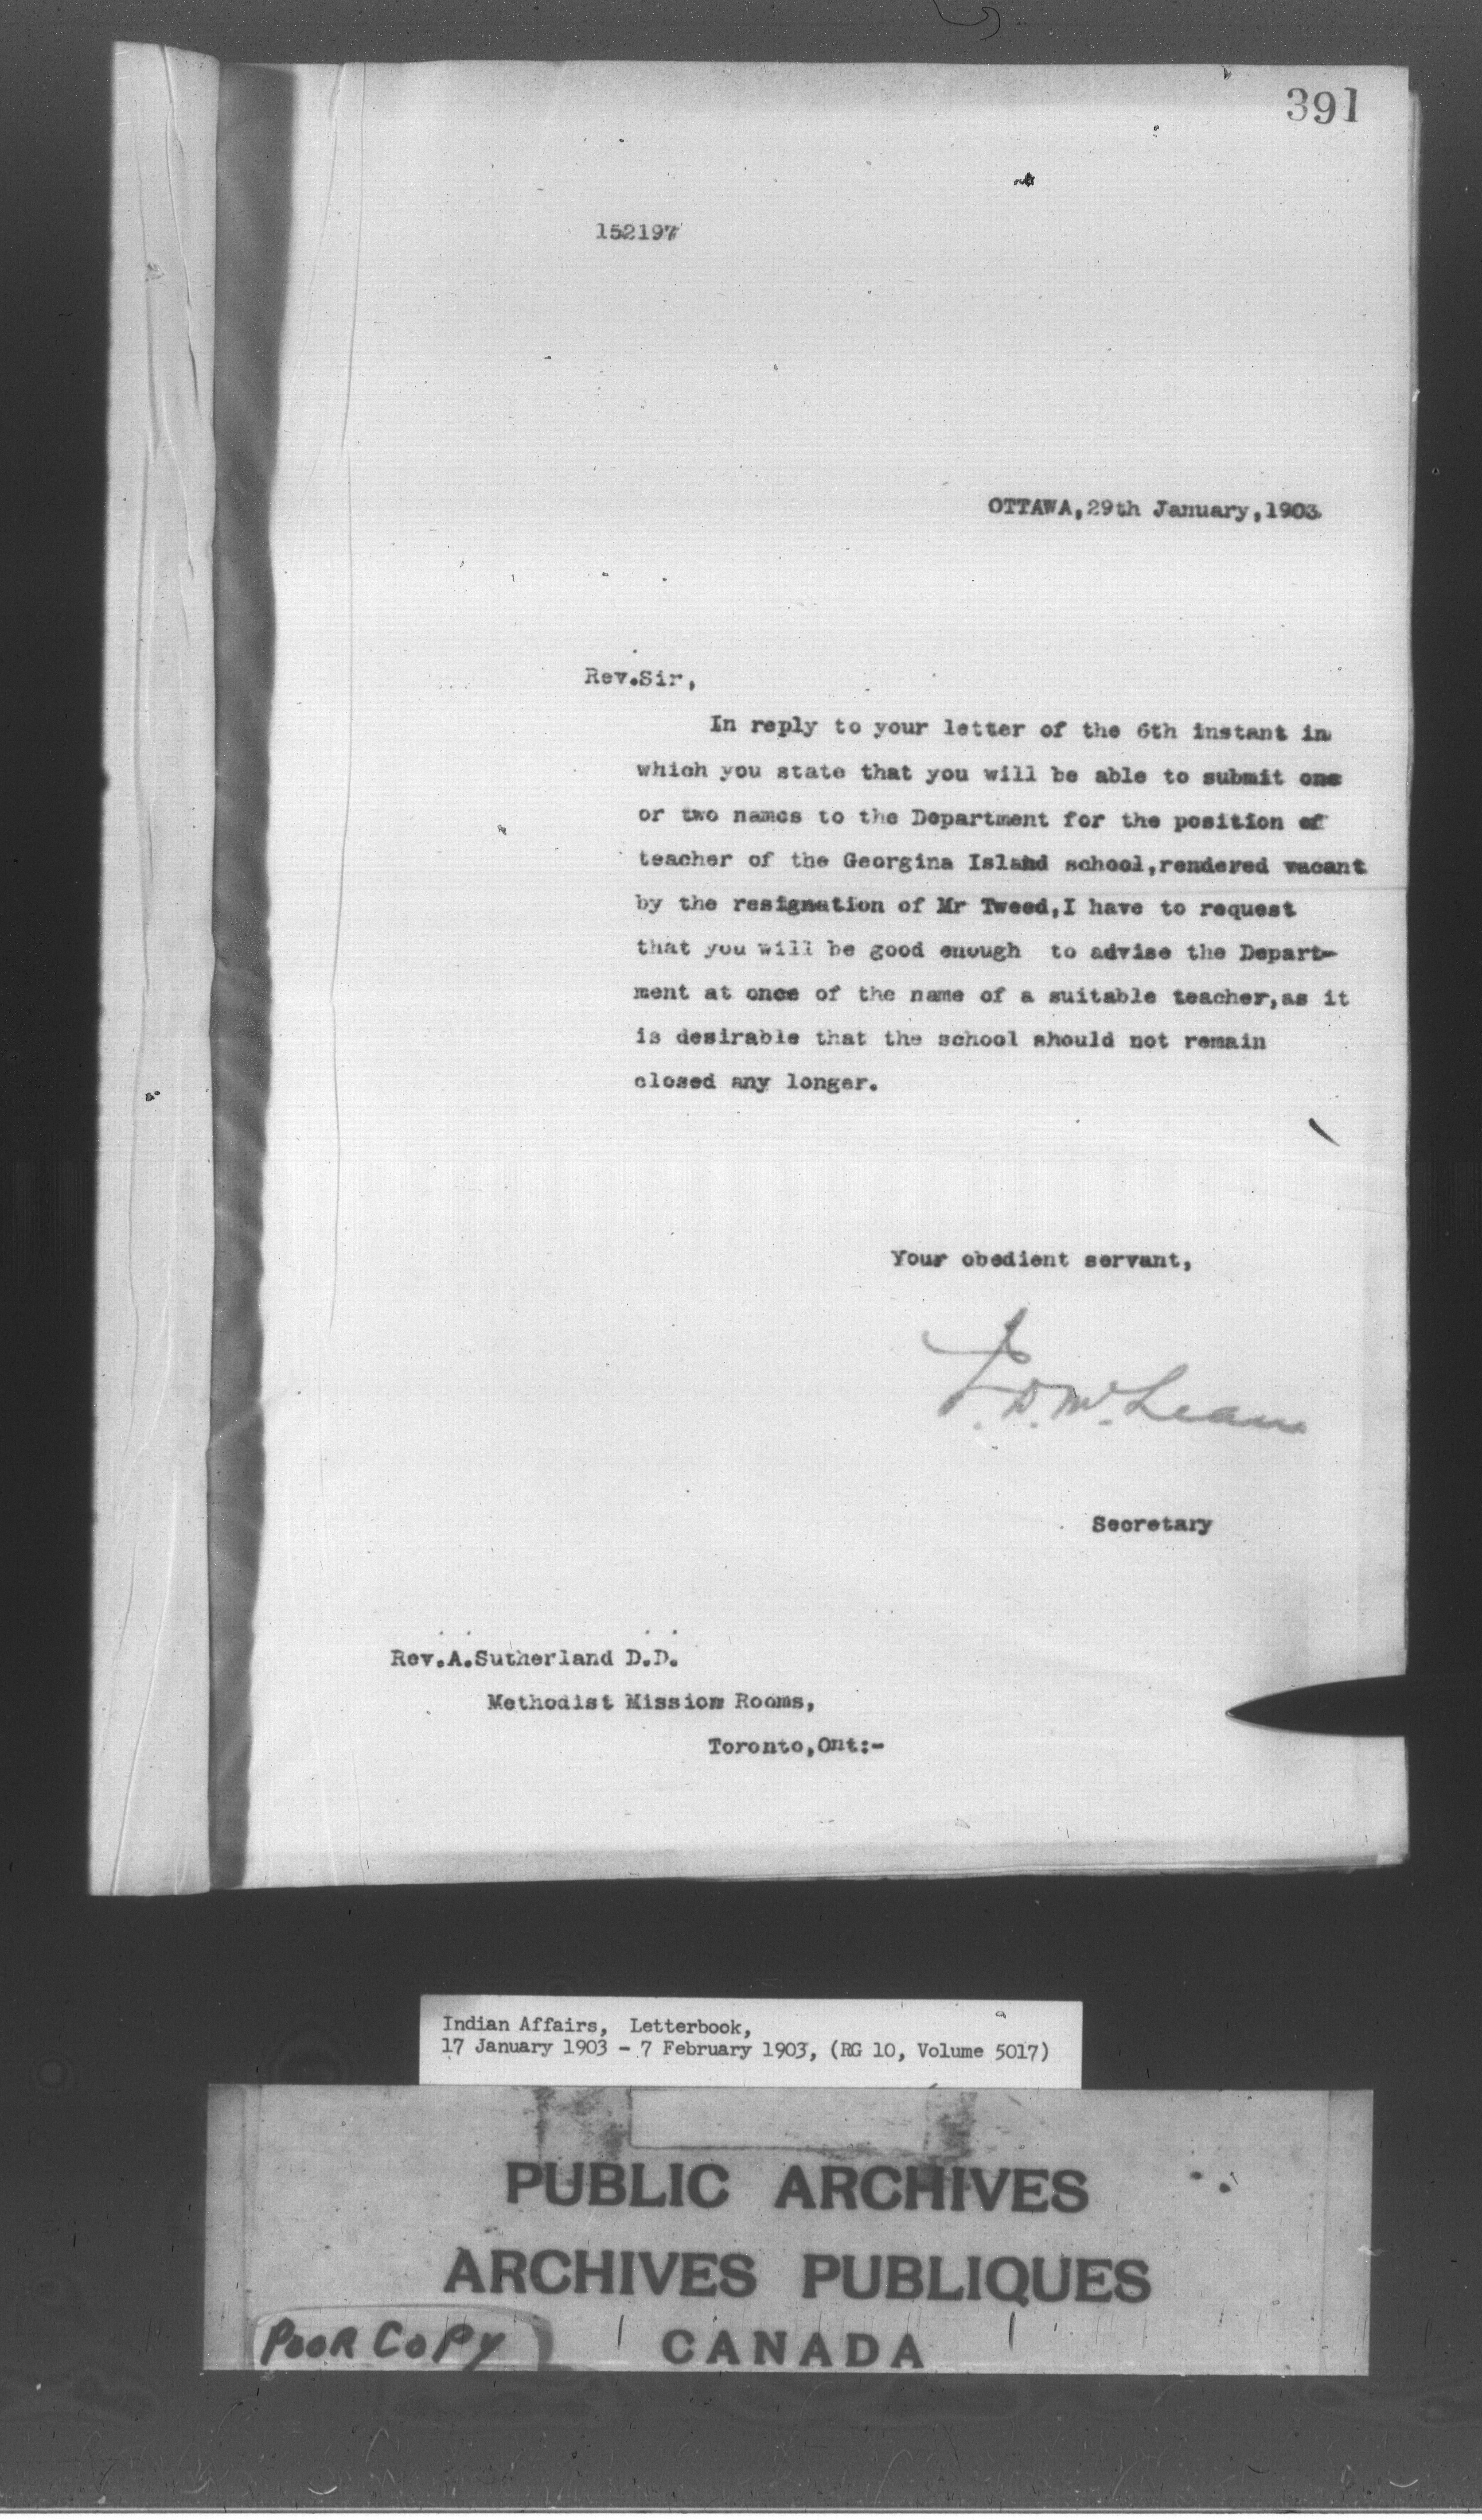 391
152197
OTTAWA,29th January,1903.
Rev.Sir,
In reply to your letter of the 6th instant in
which you state that you will be able to submit one
or two names to the Department for the position of
teacher of the Georgina Island school,rendered vacant
by the resignation of Mr Tweed,I have to request
that you will be good enough to advise the Depart-
ment at once of the name of a suitable teacher,as it
is desirable that the school should not remain
closed any longer.
Your obedient servant,
J.D.McLean
Secretary
Rev.A.Sutherland D.D.
Methodist Mission Rooms,
Toronto,Ont:-
Indian Affairs, Letterbook,
17 January 1903 - 7 February 1903, (RG 10, Volume 5017)
PUBLIC ARCHIVES
ARCHIVES PUBLIQUES
POOR COPY
CANADA